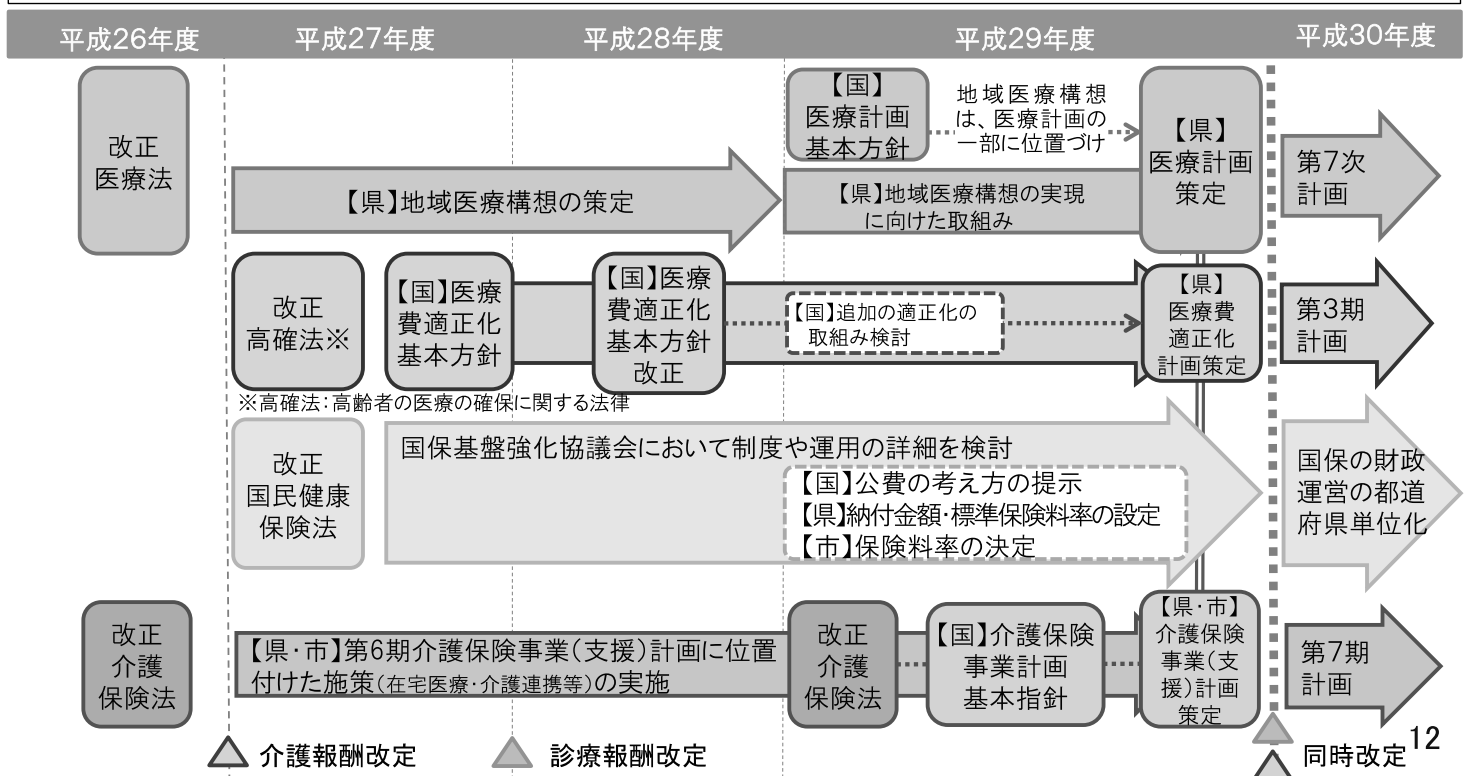 平成26年度
平成27年度
平成28年度
平成29年度
平成30年度
改正
医療法
【県】地域医療構想の策定
【国】
医療計画
基本方針
地域医療構想
は、医療計画の
一部に位置づけ
【県】地域医療構想の実現
に向けた取組み
【県】
医療計画
策定
第7次
計画
改正
高確法※
【国】医療
費適正化
基本方針
【国】医療
費適正化
基本方針
改正
【国】追加の適正化の
取組み検討
【県】
医療費
適正化
計画策定
第3期
計画
※高確法：高齢者の医療の確保に関する法律
改正
国民健康
保険法
国保基盤強化協議会において制度や運用の詳細を検討
【国】公費の考え方の提示
【県】納付金額・標準保険料率の設定
【市】保険料率の決定
国保の財政
運営の都道
府県単位化
改正
介護
保険法
【県・市】第6期介護保険事業（支援）計画に位置
付けた施策（在宅医療・介護連携等）の実施
改正
介護
保険法
【国】介護保険
事業計画
基本指針
【県・市】
介護保険
事業（支
援）計画
策定
第7期
計画
介護報酬改定
診療報酬改定
同時改定
12